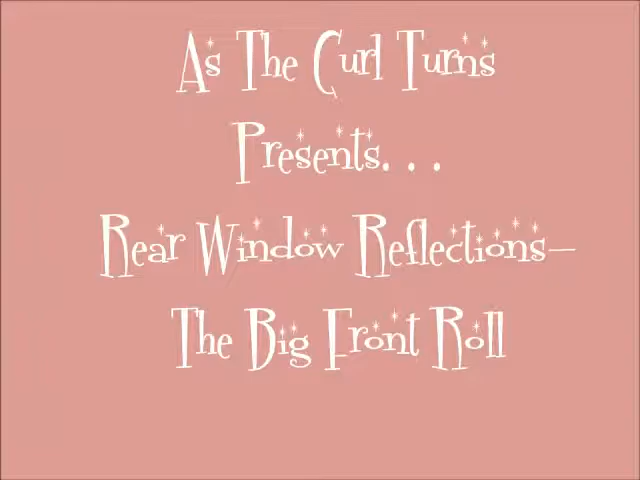 As The Curl Turns
Presents. . .
Rear Window Reflections—
The Big Front Roll